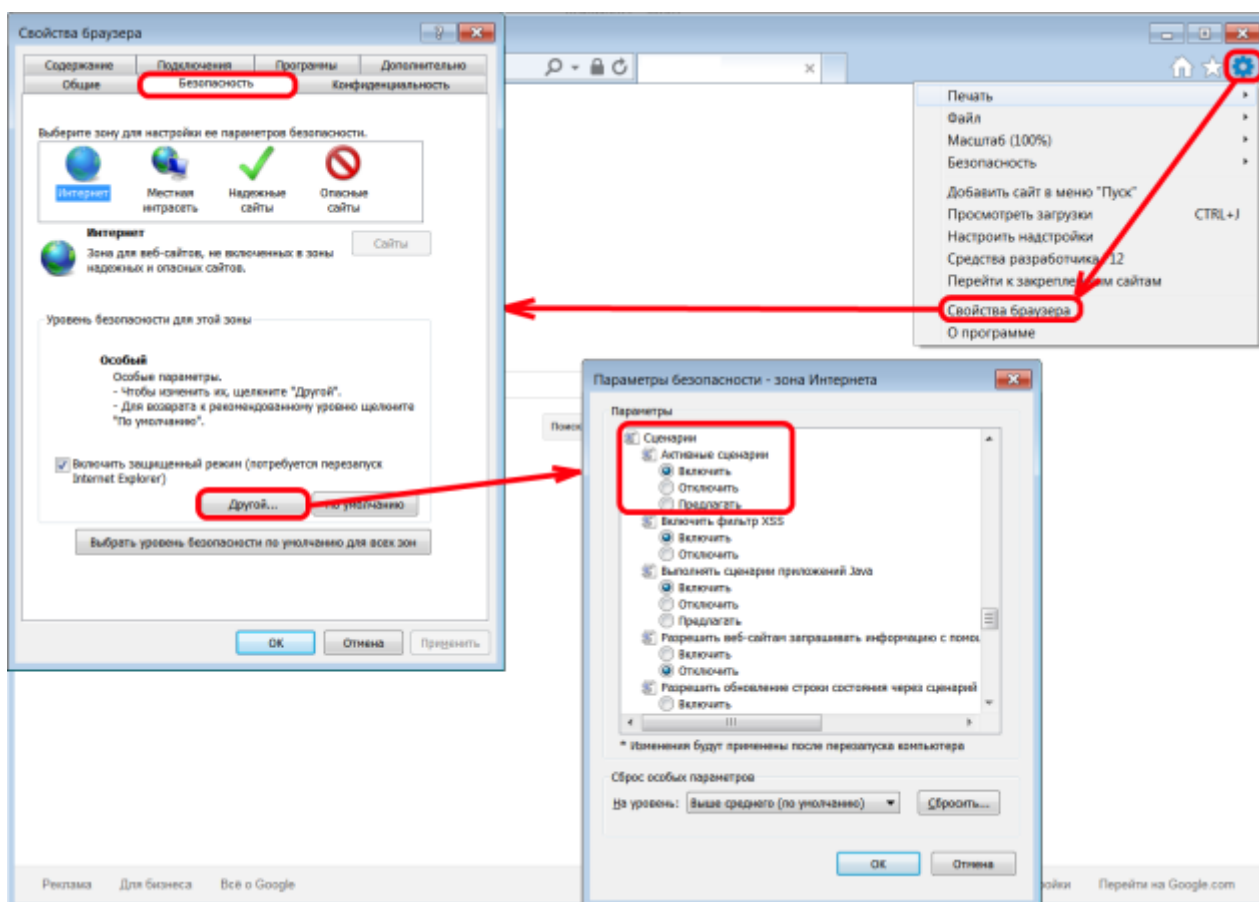 Свойства браузера
Содержание Подключения Программы Дополнительно
Общие Безопасность Конфиденциальность
Выберите зону для настройки ее параметров безопасности.
Интернет
Местная интрасеть
Надежные сайты
Опасные сайты
Интернет
Зона для веб-сайтов, не включенных в зоны
надежных и опасных сайтов.
Сайты
Уровень безопасности для этой зоны
Особый
Особые параметры.
- Чтобы изменить их, щелкните "Другой".
- Для возврата к рекомендованному уровню щелкните
"По умолчанию".
Включить защищенный режим (потребуется перезапуск
Internet Explorer)
Другой... По умолчанию
Выбрать уровень безопасности по умолчанию для всех зон
OK Отмена Применить
Печать
Файл
Масштаб (100%)
Безопасность
Добавить сайт в меню "Пуск"
Просмотреть загрузки CTRL+J
Настроить надстройки
Средства разработчика 12
Перейти к закрепленным сайтам
Свойства браузера
О программе
Поиск
Параметры безопасности - зона Интернета
Параметры
Сценарии
Активные сценарии
Включить
Отключить
Предлагать
Включить фильтр XSS
Включить
Отключить
Выполнять сценарии приложений Java
Включить
Отключить
Предлагать
Разрешить веб-сайтам запрашивать информацию с помощ
Включить
Отключить
Разрешить обновление строки состояния через сценарий
Включить
* Изменения будут применены после перезапуска компьютера
Сброс особых параметров
На уровень: Выше среднего (по умолчанию) Сбросить...
OK Отмена
Реклама Для бизнеса Всё о Google
ройки Перейти на Google.com